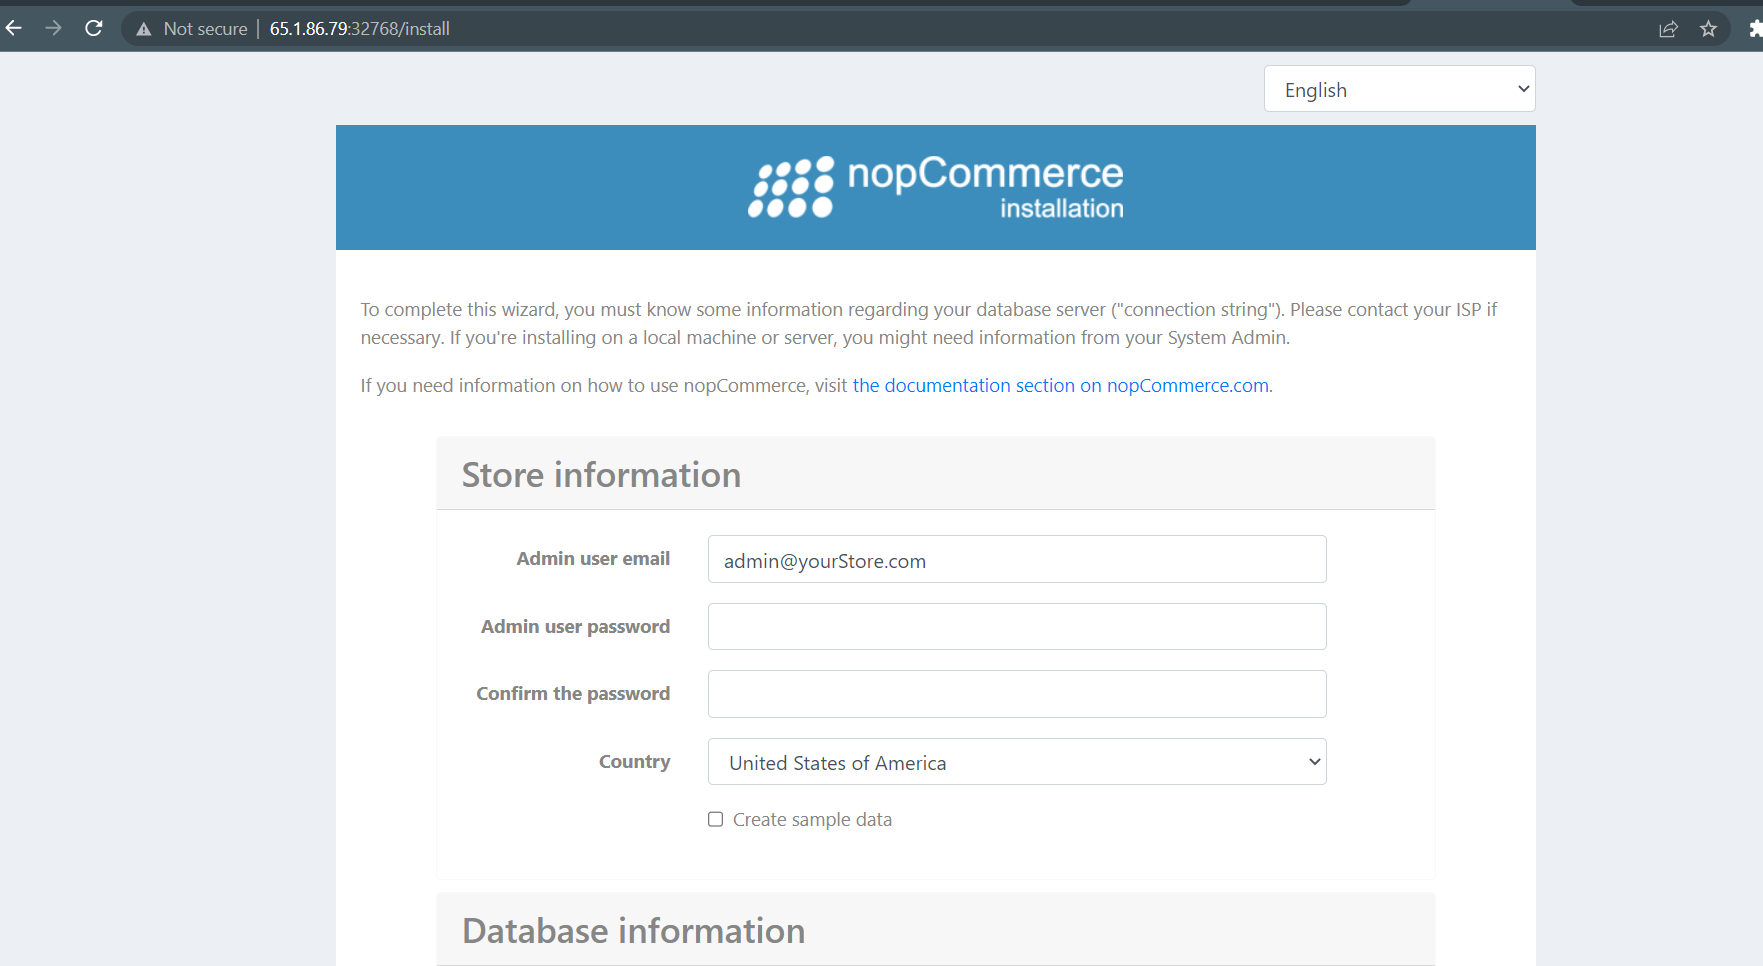 Not secure | 65.1.86.79:32768/install
English
nopCommerce
installation
To complete this wizard, you must know some information regarding your database server ("connection string"). Please contact your ISP if
necessary. If you're installing on a local machine or server, you might need information from your System Admin.
If you need information on how to use nopCommerce, visit the documentation section on nopCommerce.com.
Store information
Admin user email
admin@yourStore.com
Admin user password
Confirm the password
Country
United States of America
Create sample data
Database information